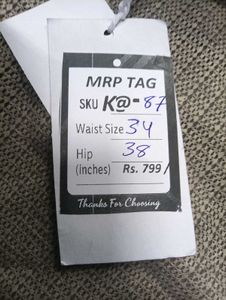 MRP TAG
SKU K@-87
Waist Size 34
Hip 38
(inches) Rs. 799/
Thanks For Choosing